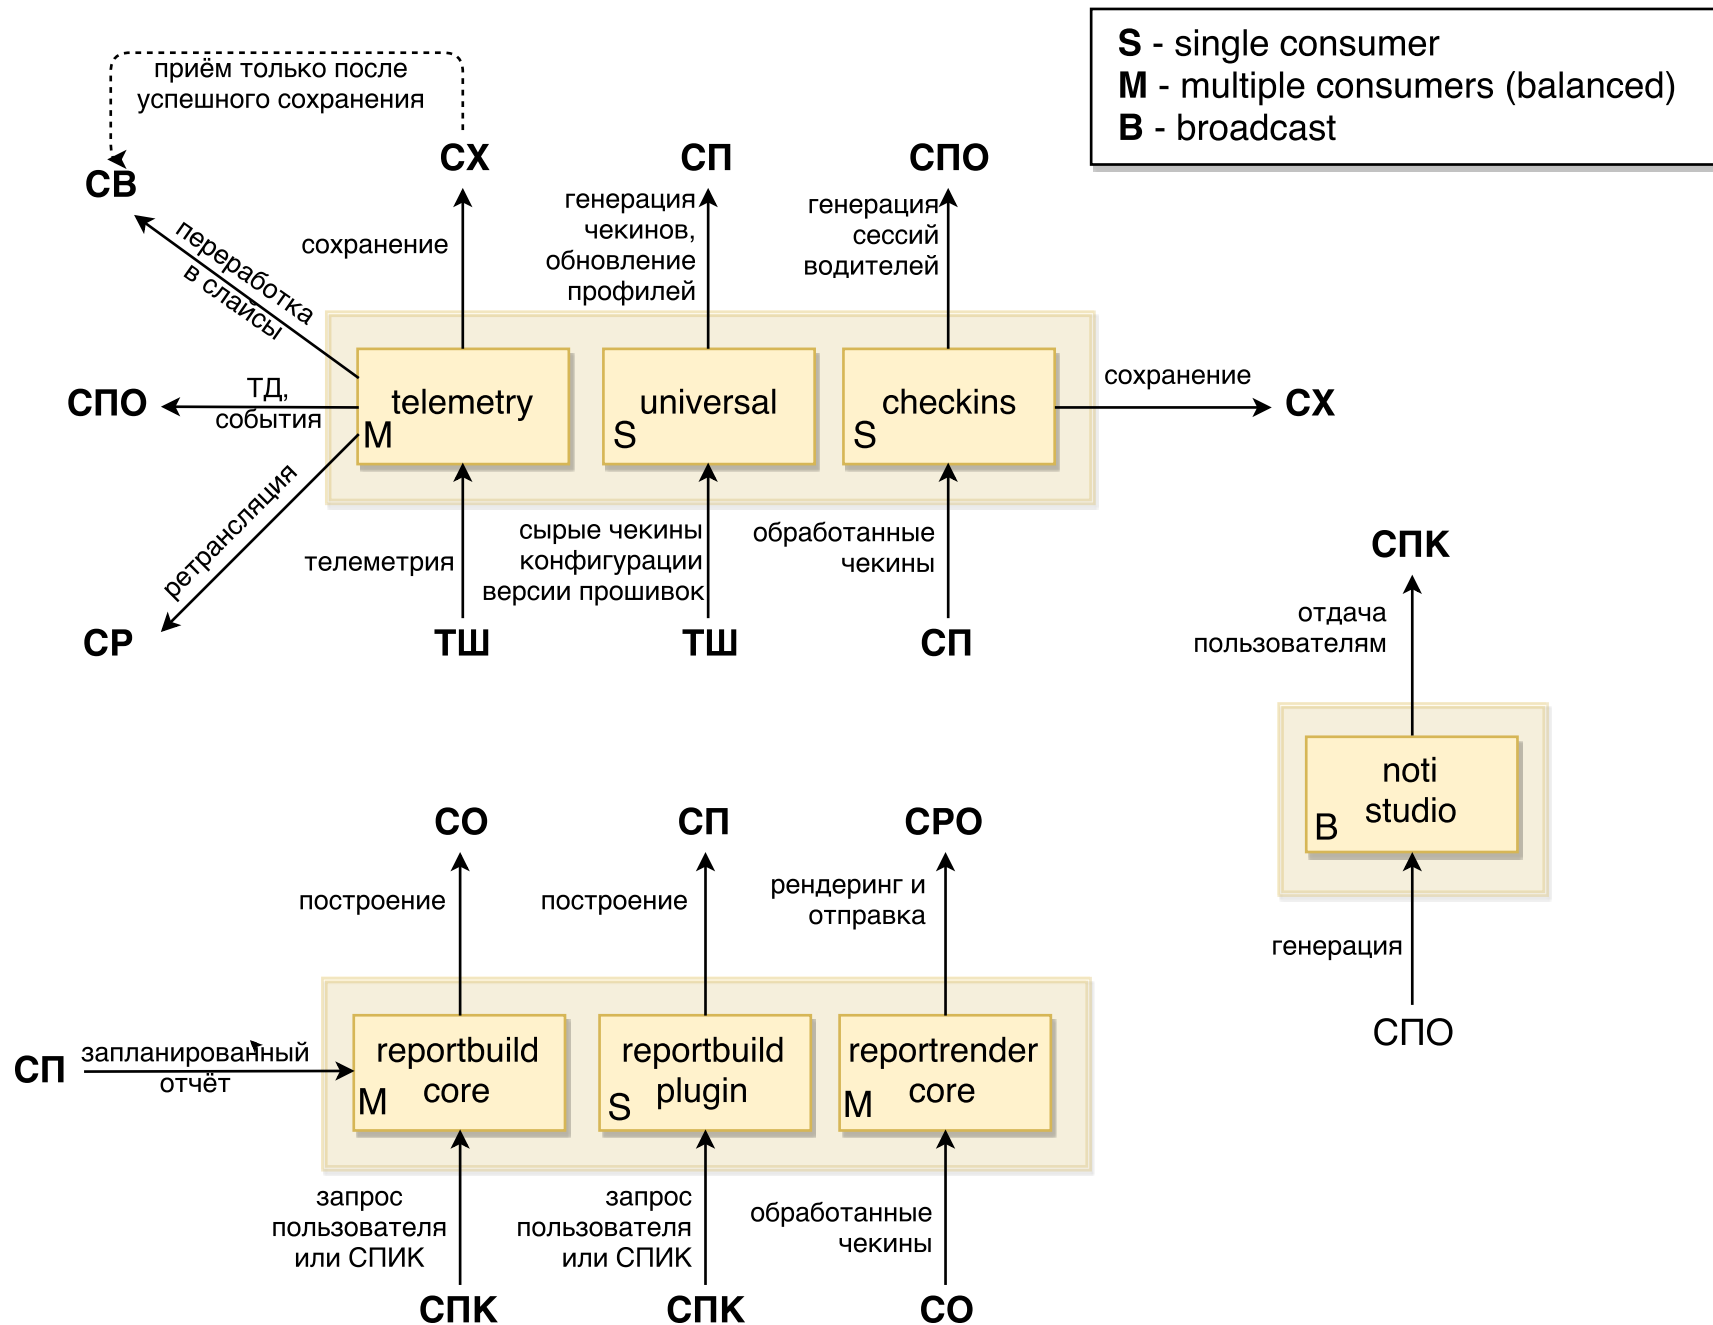 S - single consumer
M - multiple consumers (balanced)
B - broadcast
приём только после
успешного сохранения
СВ
СХ
СП
СПО
переработка
в слайсы
сохранение
генерация
чекинов,
обновление
профилей
генерация
сессий
водителей
СПО
ТД,
события
telemetry
M
universal
S
checkins
S
сохранение
СХ
ретрансляция
СР
телеметрия
ТШ
сырые чекины
конфигурации
версии прошивок
ТШ
обработанные
чекины
СП
СПК
отдача
пользователям
noti
studio
B
генерация
СПО
СО
СП
СРО
построение
построение
рендеринг и
отправка
СП
запланированный
отчёт
reportbuild
core
M
reportbuild
plugin
S
reportrender
core
M
запрос
пользователя
или СПИК
СПК
запрос
пользователя
или СПИК
СПК
обработанные
чекины
СО